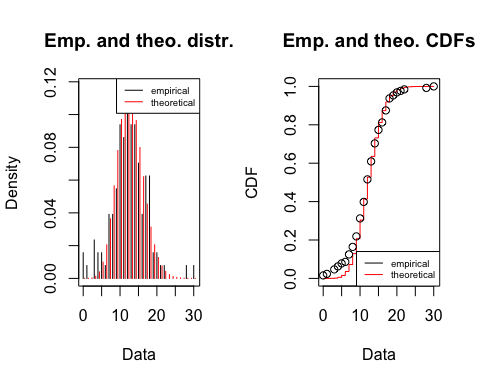 Emp. and theo. distr.
0.12
0.08
0.04
0.00
Density
empirical
theoretical
0
10
20
30
Data
Emp. and theo. CDFs
1.0
0.8
0.6
0.4
0.2
0.0
CDF
empirical
theoretical
0
10
20
30
Data